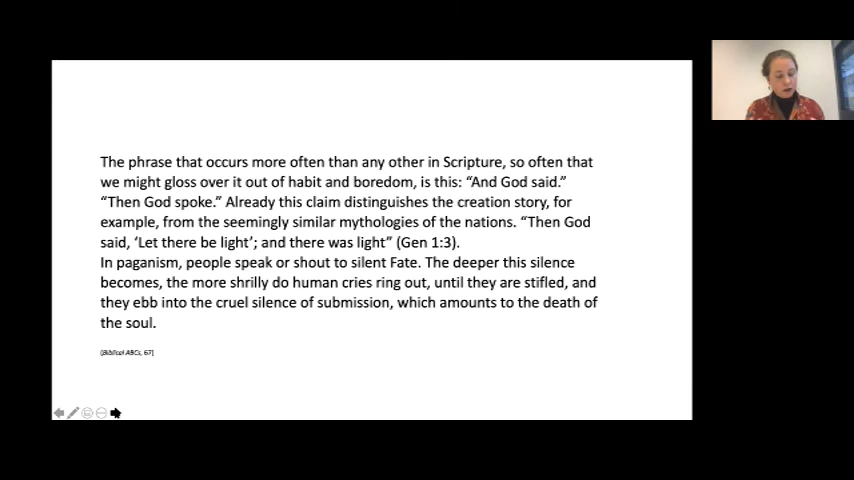 The phrase that occurs more often than any other in Scripture, so often that
we might gloss over it out of habit and boredom, is this: “And God said.”
“Then God spoke.” Already this claim distinguishes the creation story, for
example, from the seemingly similar mythologies of the nations. “Then God
said, ‘Let there be light’; and there was light” (Gen 1:3).
In paganism, people speak or shout to silent Fate. The deeper this silence
becomes, the more shrilly do human cries ring out, until they are stifled, and
they ebb into the cruel silence of submission, which amounts to the death of
the soul.
[Biblical ABCs, 67]